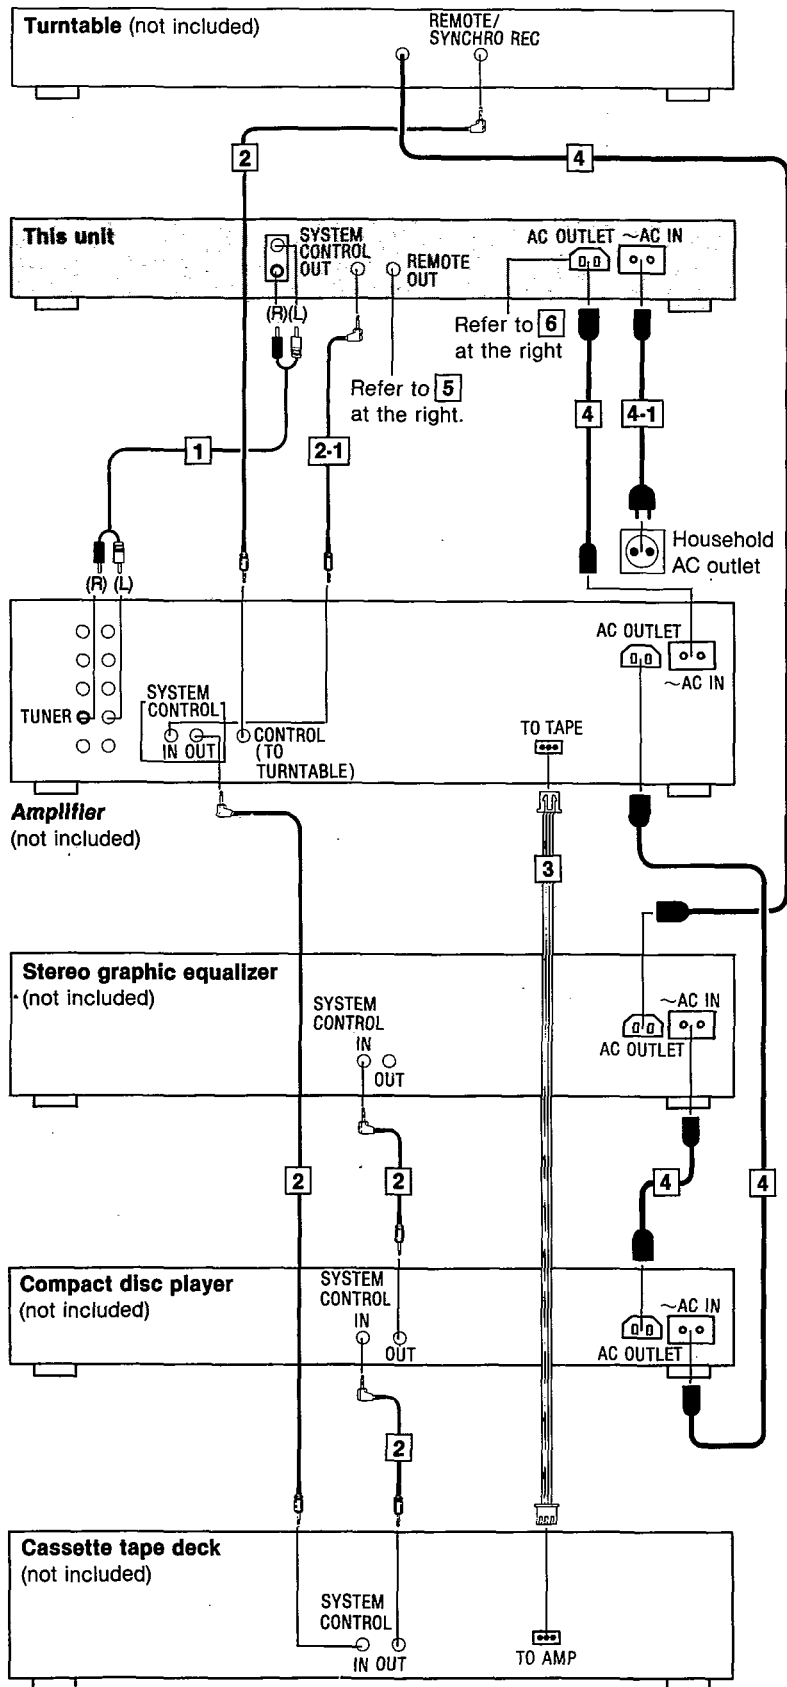 Turntable (not included)
REMOTE/
SYNCHRO REC
2
4
This unit
SYSTEM
CONTROL
OUT
REMOTE
OUT
AC OUTLET ~AC IN
(R)(L)
Refer to 6
at the right
Refer to 5
at the right.
4
4-1
1
2-1
Household
AC outlet
(R) (L)
AC OUTLET
~AC IN
SYSTEM
CONTROL
TUNER
IN OUT
CONTROL
(TO
TURNTABLE)
TO TAPE
Amplifier
(not included)
3
Stereo graphic equalizer
(not included)
SYSTEM
CONTROL
IN
OUT
~AC IN
AC OUTLET
2
2
4
4
Compact disc player
(not included)
SYSTEM
CONTROL
IN
OUT
~AC IN
AC OUTLET
2
Cassette tape deck
(not included)
SYSTEM
CONTROL
IN OUT
TO AMP